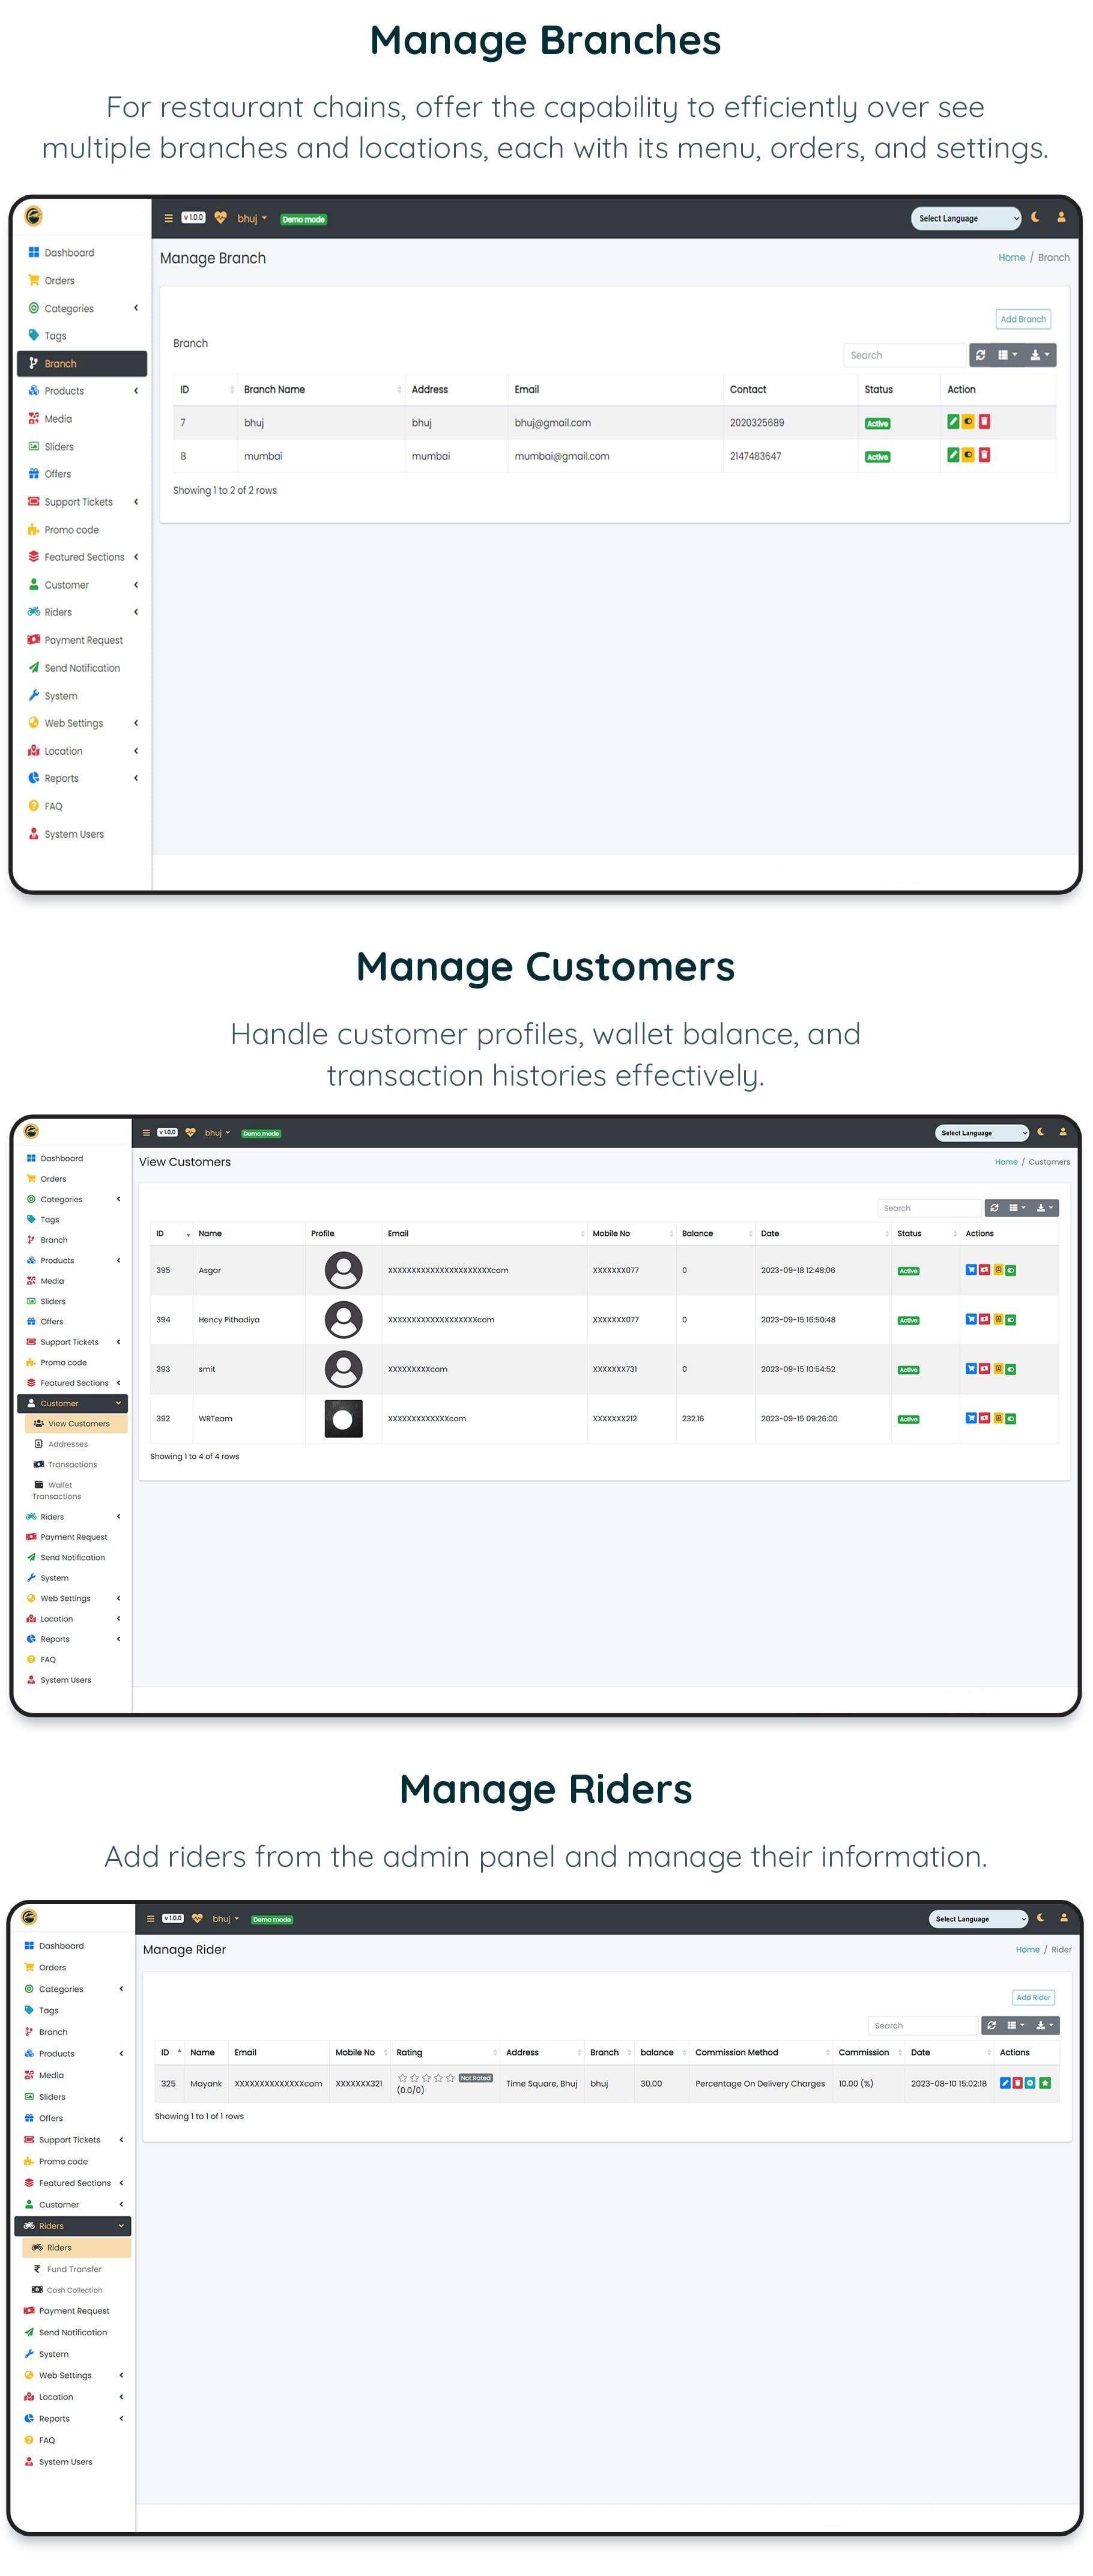 Manage Branches
For restaurant chains, offer the capability to efficiently over see
multiple branches and locations, each with its menu, orders, and settings.
v 1.0.0 bhuj Demo mode Select Language
Dashboard
Orders
Categories
Tags
Branch
Products
Media
Sliders
Offers
Support Tickets
Promo code
Featured Sections
Customer
Riders
Payment Request
Send Notification
System
Web Settings
Location
Reports
FAQ
System Users
Manage Branch Home / Branch
Add Branch
Branch
Search
ID Branch Name Address Email Contact Status Action
7 bhuj bhuj bhuj@gmail.com 2020325689 Active
8 mumbai mumbai mumbai@gmail.com 2147483647 Active
Showing 1 to 2 of 2 rows
Manage Customers
Handle customer profiles, wallet balance, and
transaction histories effectively.
v 1.0.0 bhuj Demo mode Select Language
Dashboard
Orders
Categories
Tags
Branch
Products
Media
Sliders
Offers
Support Tickets
Promo code
Featured Sections
Customer
View Customers
Addresses
Transactions
Wallet
Transactions
Riders
Payment Request
Send Notification
System
Web Settings
Location
Reports
FAQ
System Users
View Customers Home / Customers
Search
ID Name Profile Email Mobile No Balance Date Status Actions
395 Asgar XXXXXXXXXXXXXXXXXXXXXXcom XXXXXXX077 0 2023-09-18 12:48:06 Active
394 Hency Pithadiya XXXXXXXXXXXXXXXXXXXcom XXXXXXX077 0 2023-09-15 16:50:48 Active
393 smit XXXXXXXXXcom XXXXXXX731 0 2023-09-15 10:54:52 Active
392 WRTeam XXXXXXXXXXXXXcom XXXXXXX212 232.16 2023-09-15 09:26:00 Active
Showing 1 to 4 of 4 rows
Manage Riders
Add riders from the admin panel and manage their information.
v 1.0.0 bhuj Demo mode Select Language
Dashboard
Orders
Categories
Tags
Branch
Products
Media
Sliders
Offers
Support Tickets
Promo code
Featured Sections
Customer
Riders
Riders
Fund Transfer
Cash Collection
Payment Request
Send Notification
System
Web Settings
Location
Reports
FAQ
System Users
Manage Rider Home / Rider
Add Rider
Search
ID Name Email Mobile No Rating Address Branch balance Commission Method Commission Date Actions
325 Mayank XXXXXXXXXXXXXXcom XXXXXXX321 Not Rated Time Square, Bhuj bhuj 30.00 Percentage On Delivery Charges 10.00 (%) 2023-08-10 15:02:18
(0.0/0)
Showing 1 to 1 of 1 rows